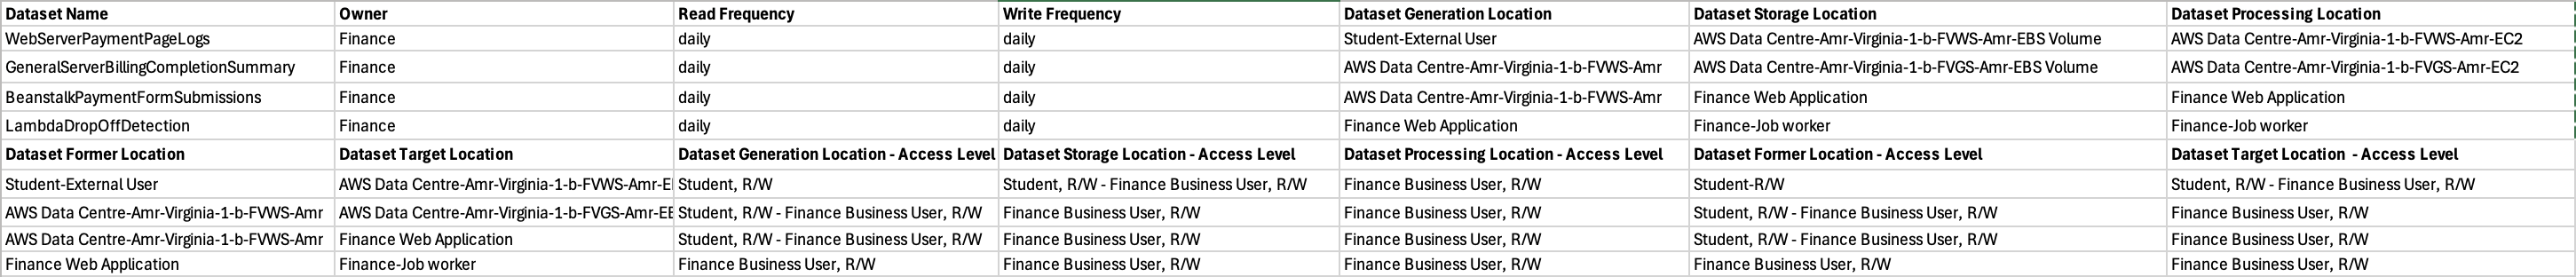 Dataset Name Owner Read Frequency Write Frequency Dataset Generation Location Dataset Storage Location Dataset Processing Location
WebServerPaymentPageLogs Finance daily daily Student-External User AWS Data Centre-Amr-Virginia-1-b-FVWS-Amr-EBS Volume AWS Data Centre-Amr-Virginia-1-b-FVWS-Amr-EC2
GeneralServerBillingCompletionSummary Finance daily daily AWS Data Centre-Amr-Virginia-1-b-FVWS-Amr AWS Data Centre-Amr-Virginia-1-b-FVGS-Amr-EBS Volume AWS Data Centre-Amr-Virginia-1-b-FVGS-Amr-EC2
BeanstalkPaymentFormSubmissions Finance daily daily AWS Data Centre-Amr-Virginia-1-b-FVWS-Amr Finance Web Application Finance Web Application
LambdaDropOffDetection Finance daily daily Finance Web Application Finance-Job worker Finance-Job worker
Dataset Former Location Dataset Target Location Dataset Generation Location - Access Level Dataset Storage Location - Access Level Dataset Processing Location - Access Level Dataset Former Location - Access Level Dataset Target Location - Access Level
Student-External User AWS Data Centre-Amr-Virginia-1-b-FVWS-Amr-E Student, R/W Student, R/W - Finance Business User, R/W Finance Business User, R/W Student-R/W Student, R/W - Finance Business User, R/W
AWS Data Centre-Amr-Virginia-1-b-FVWS-Amr AWS Data Centre-Amr-Virginia-1-b-FVGS-Amr-EB Student, R/W - Finance Business User, R/W Finance Business User, R/W Finance Business User, R/W Student, R/W - Finance Business User, R/W Finance Business User, R/W
AWS Data Centre-Amr-Virginia-1-b-FVWS-Amr Finance Web Application Student, R/W - Finance Business User, R/W Finance Business User, R/W Finance Business User, R/W Student, R/W - Finance Business User, R/W Finance Business User, R/W
Finance Web Application Finance-Job worker Finance Business User, R/W Finance Business User, R/W Finance Business User, R/W Finance Business User, R/W Finance Business User, R/W